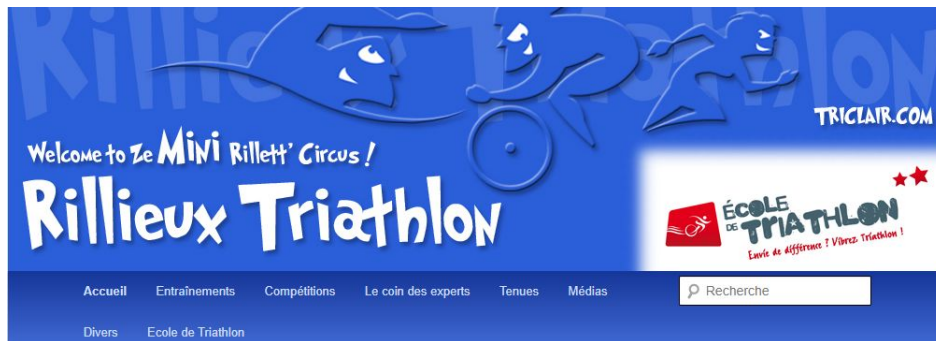 Rillieux Triathlon
TRICLAIR.COM
Welcome to Ze MiNi Rillett' Circus !
Rillieux Triathlon
ÉCOLE
DE TRIATHLON
Envie de différence ? Vibrez Triathlon !
Accueil Entraînements Compétitions Le coin des experts Tenues Médias Recherche
Divers Ecole de Triathlon